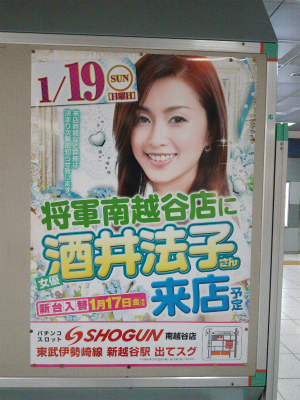 1/19 SUN [日曜日]
将軍南越谷店に
女優 酒井法子さん
来店予定
新台入替 1月17日
パチンコ スロット SHOGUN 南越谷店
東武伊勢崎線 新越谷駅 出てスグ